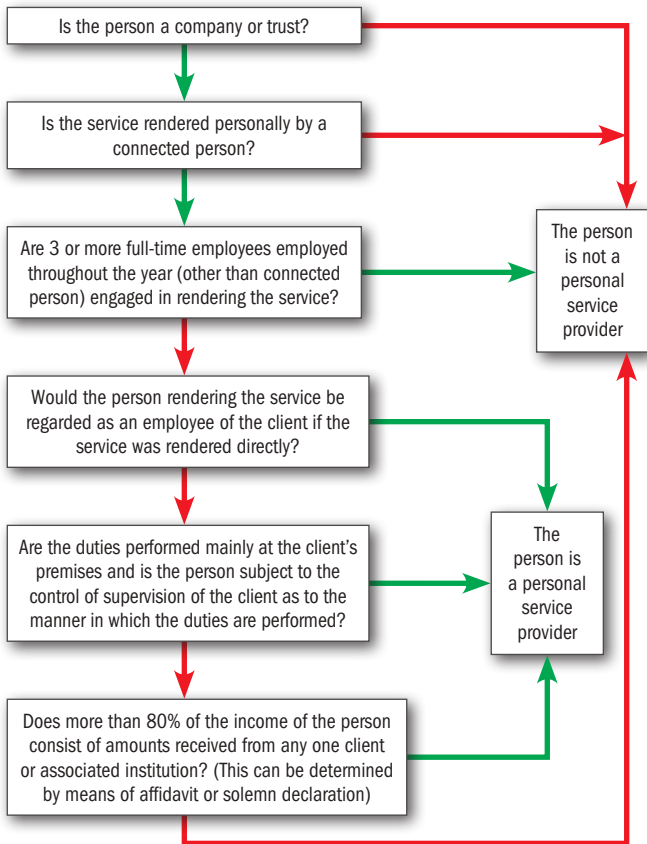 Is the person a company or trust?
Is the service rendered personally by a
connected person?
Are 3 or more full-time employees employed
throughout the year (other than connected
person) engaged in rendering the service?
The person
is not a
personal
service
provider
Would the person rendering the service be
regarded as an employee of the client if the
service was rendered directly?
Are the duties performed mainly at the client’s
premises and is the person subject to the
control of supervision of the client as to the
manner in which the duties are performed?
The
person is
a personal
service
provider
Does more than 80% of the income of the person
consist of amounts received from any one client
or associated institution? (This can be determined
by means of affidavit or solemn declaration)